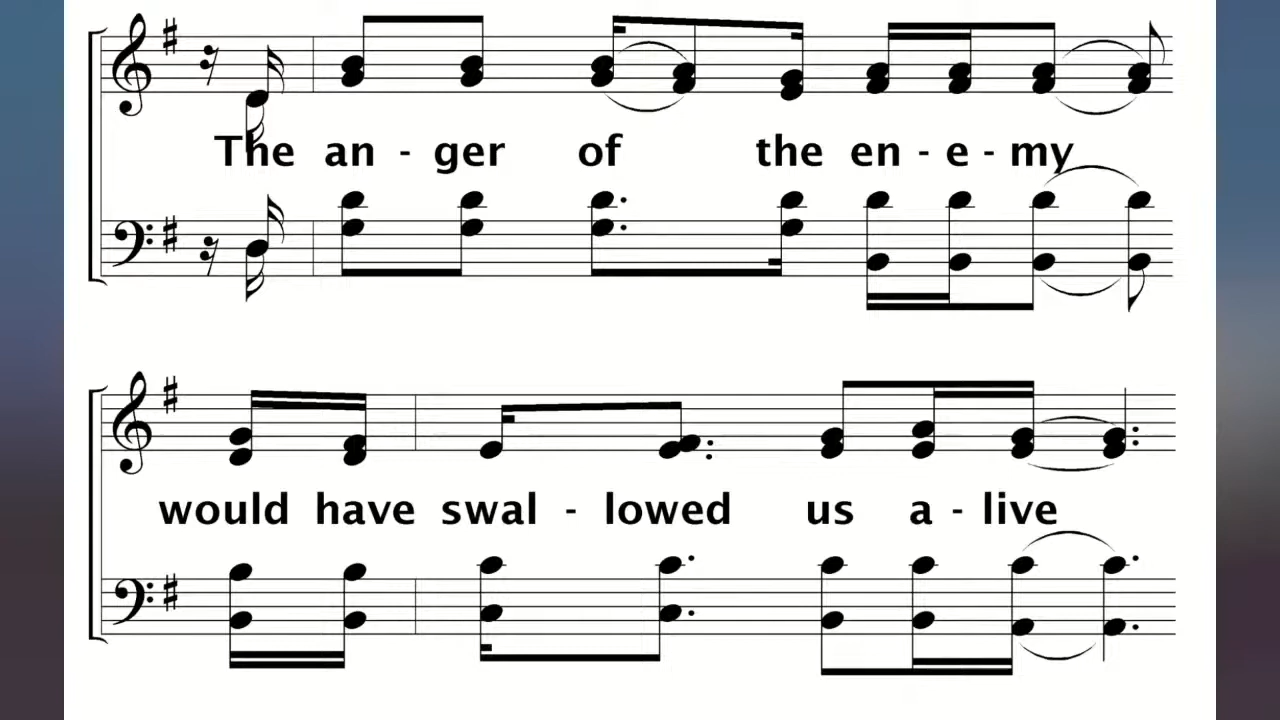 The an - ger of the en - e - my
would have swal - lowed us a - live